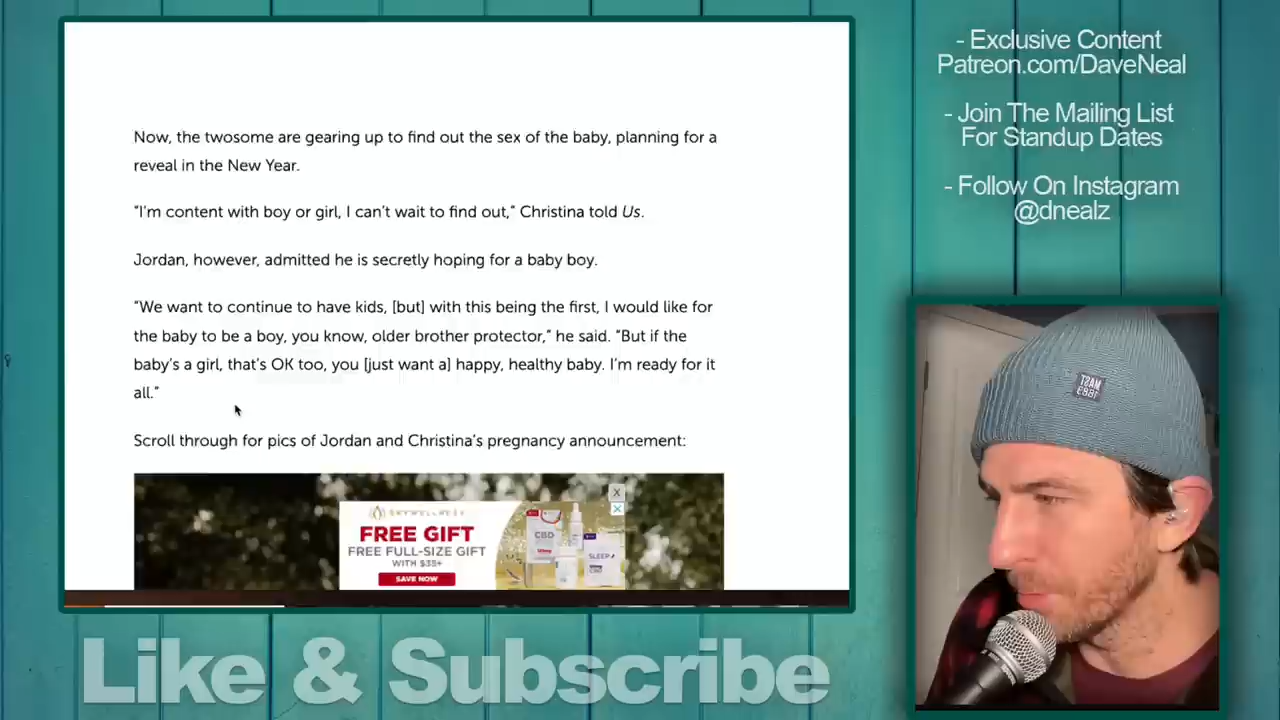 Now, the twosome are gearing up to find out the sex of the baby, planning for a
reveal in the New Year.
“I’m content with boy or girl, I can’t wait to find out,” Christina told Us.
Jordan, however, admitted he is secretly hoping for a baby boy.
“We want to continue to have kids, [but] with this being the first, I would like for
the baby to be a boy, you know, older brother protector,” he said. “But if the
baby’s a girl, that’s OK too, you [just want a] happy, healthy baby. I’m ready for it
all.”
Scroll through for pics of Jordan and Christina’s pregnancy announcement:
X
FREE GIFT
FREE FULL-SIZE GIFT
WITH $35+
SAVE NOW
CBD
SLEEP
- Exclusive Content
Patreon.com/DaveNeal
- Join The Mailing List
For Standup Dates
- Follow On Instagram
@dnealz
Like & Subscribe